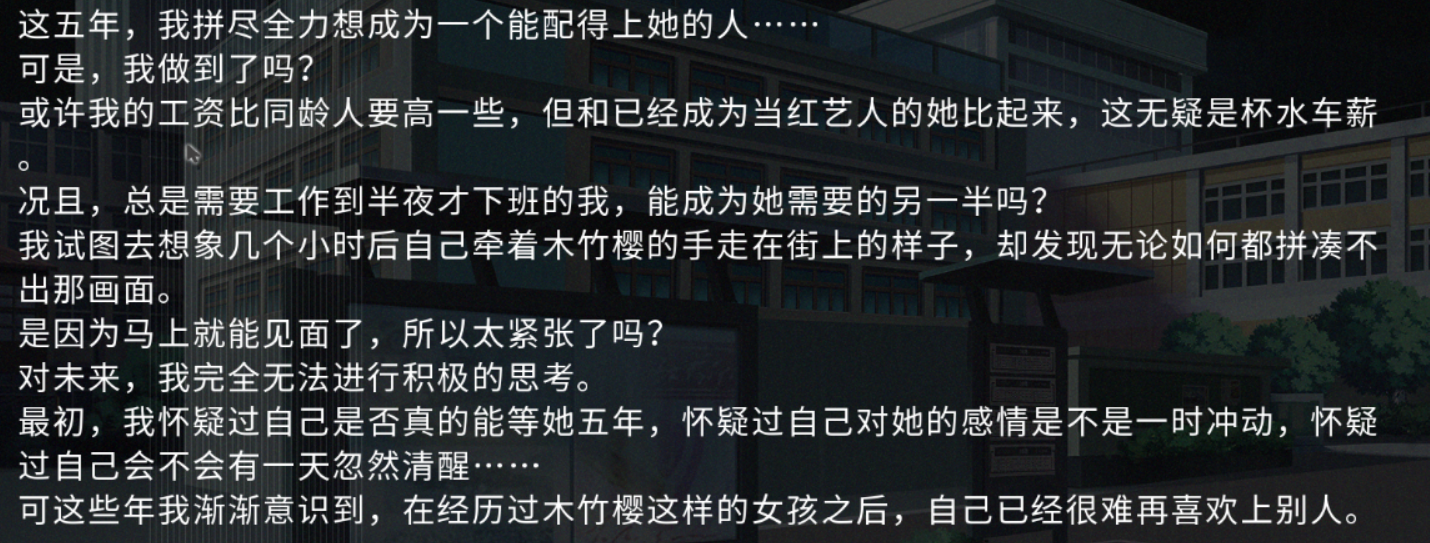 这五年，我拼尽全力想成为一个能配得上她的人……
可是，我做到了吗？
或许我的工资比同龄人要高一些，但和已经成为当红艺人的她比起来，这无疑是杯水车薪
。
况且，总是需要工作到半夜才下班的我，能成为她需要的另一半吗？
我试图去想象几个小时后自己牵着木竹樱的手走在街上的样子，却发现无论如何都拼凑不
出那画面。
是因为马上就能见面了，所以太紧张了吗？
对未来，我完全无法进行积极的思考。
最初，我怀疑过自己是否真的能等她五年，怀疑过自己对她的感情是不是一时冲动，怀疑
过自己会不会有一天忽然清醒……
可这些年我渐渐意识到，在经历过木竹樱这样的女孩之后，自己已经很难再喜欢上别人。